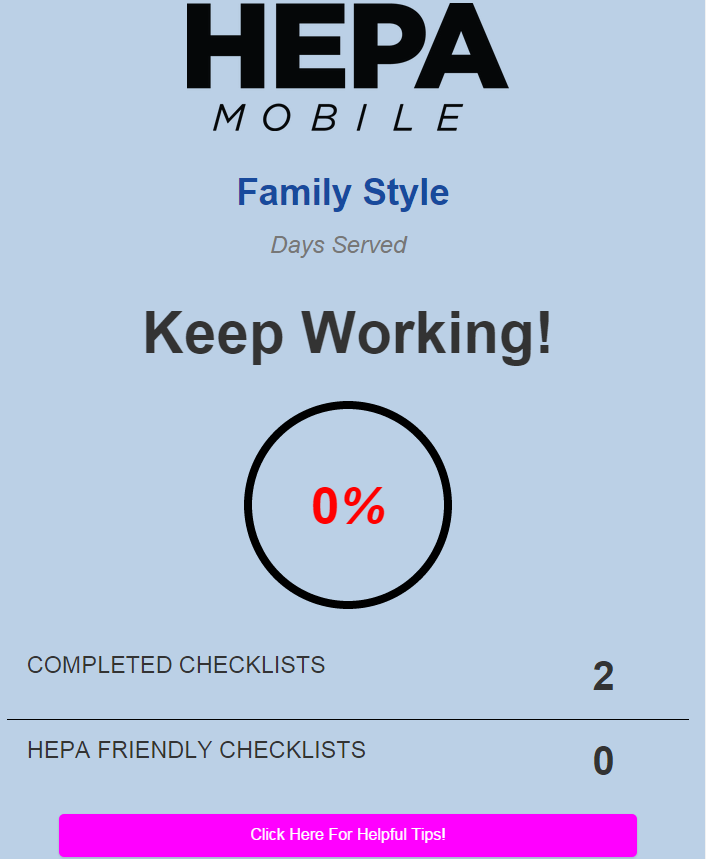 HEPA
MOBILE
Family Style
Days Served
Keep Working!
0%
COMPLETED CHECKLISTS
2
HEPA FRIENDLY CHECKLISTS
0
Click Here For Helpful Tips!